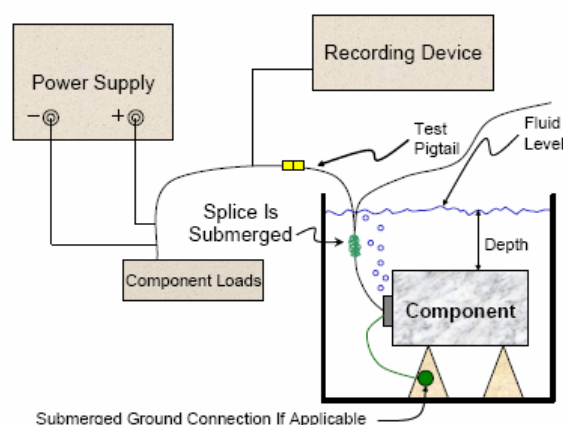 Recording Device
Power Supply
− +
Test
Pigtail
Fluid
Level
Splice Is
Submerged
Depth
Component Loads
Component
Submerged Ground Connection If Applicable